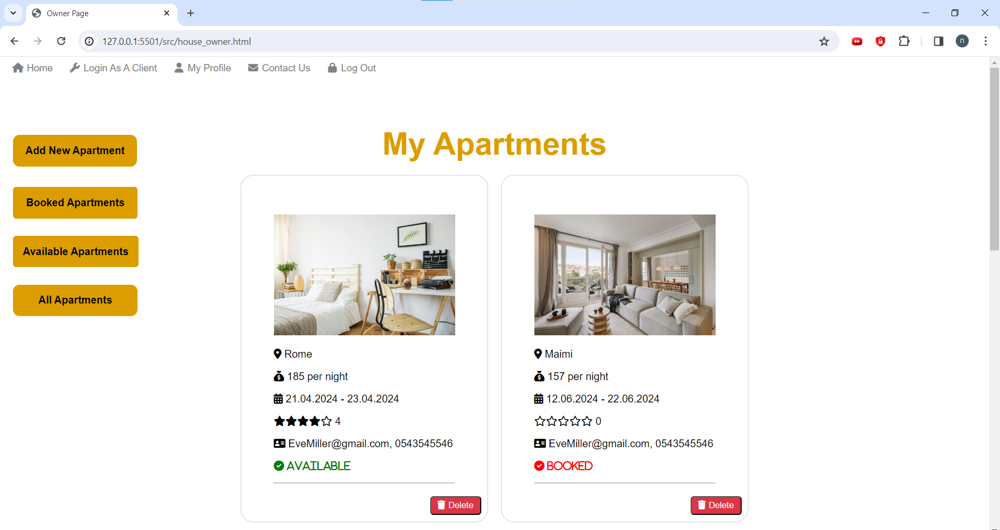 Owner Page
127.0.0.1:5501/src/house_owner.html
n
Home
Login As A Client
My Profile
Contact Us
Log Out
My Apartments
Add New Apartment
Booked Apartments
Available Apartments
All Apartments
Rome
185 per night
21.04.2024 - 23.04.2024
4
EveMiller@gmail.com, 0543545546
AVAILABLE
Delete
Maimi
157 per night
12.06.2024 - 22.06.2024
0
EveMiller@gmail.com, 0543545546
BOOKED
Delete